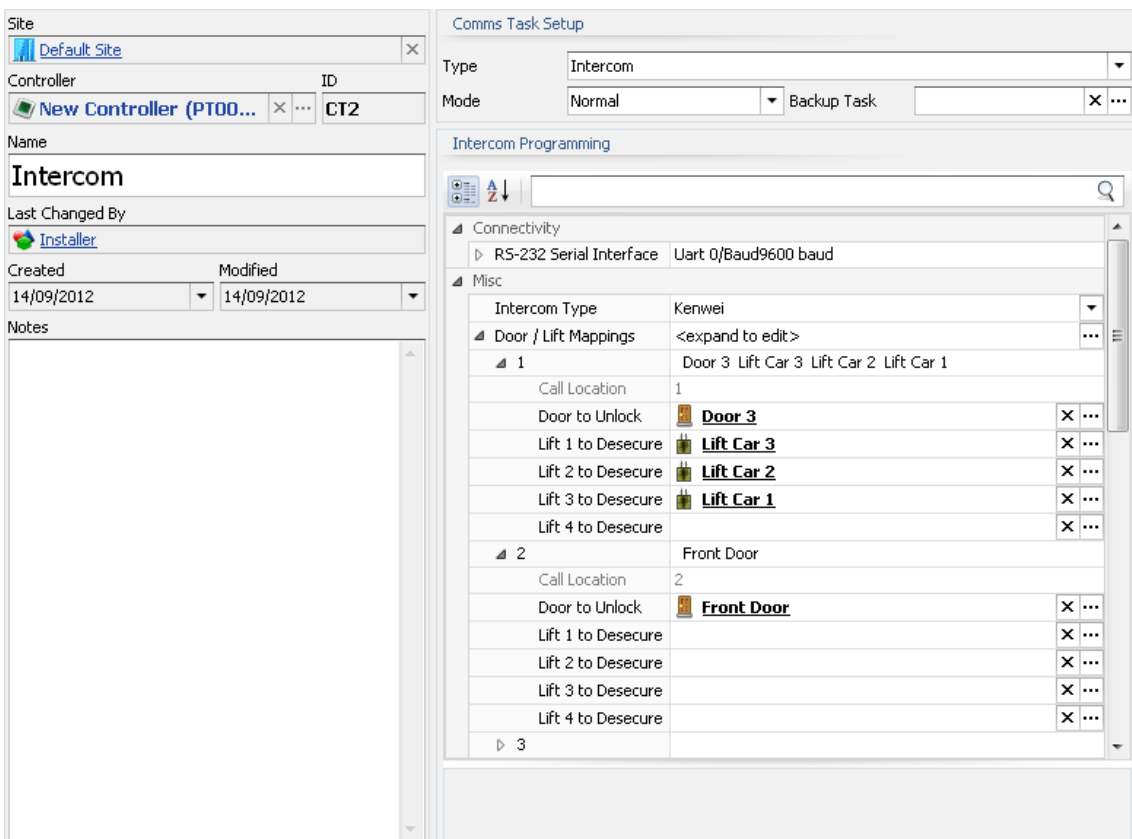 Site
Default Site
Controller ID
New Controller (PT00... CT2
Name
Intercom
Last Changed By
Installer
Created Modified
14/09/2012 14/09/2012
Notes
Comms Task Setup
Type Intercom
Mode Normal Backup Task
Intercom Programming
Connectivity
RS-232 Serial Interface Uart 0/Baud9600 baud
Misc
Intercom Type Kenwei
Door / Lift Mappings <expand to edit>
1 Door 3 Lift Car 3 Lift Car 2 Lift Car 1
Call Location 1
Door to Unlock Door 3
Lift 1 to Desecure Lift Car 3
Lift 2 to Desecure Lift Car 2
Lift 3 to Desecure Lift Car 1
Lift 4 to Desecure
2 Front Door
Call Location 2
Door to Unlock Front Door
Lift 1 to Desecure
Lift 2 to Desecure
Lift 3 to Desecure
Lift 4 to Desecure
3